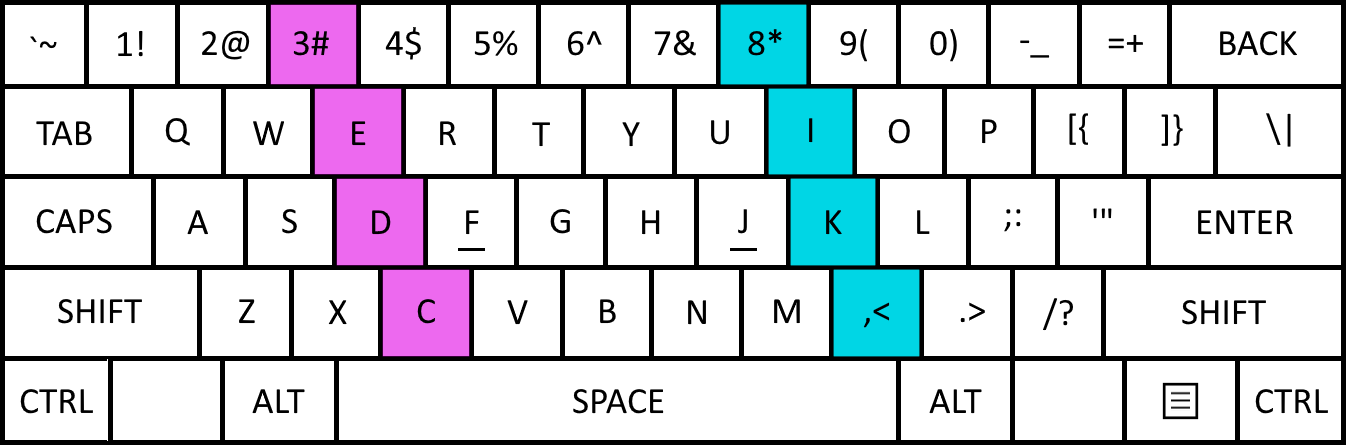 `~ 1! 2@ 3# 4$ 5% 6^ 7& 8* 9( 0) -_ =+ BACK
TAB Q W E R T Y U I O P [{ ]} \|
CAPS A S D F G H J K L ;: '" ENTER
SHIFT Z X C V B N M ,< .> /? SHIFT
CTRL ALT SPACE ALT CTRL